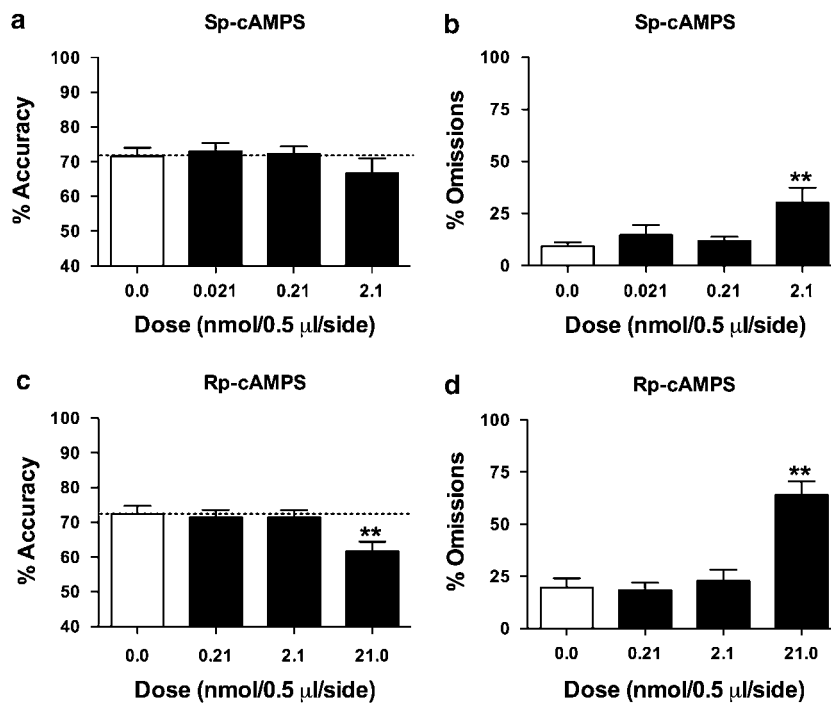 a
Sp-cAMPS
% Accuracy
100
90
80
70
60
50
40
0.0 0.021 0.21 2.1
Dose (nmol/0.5 μl/side)
b
Sp-cAMPS
% Omissions
100
75
50
25
0
**
0.0 0.021 0.21 2.1
Dose (nmol/0.5 μl/side)
c
Rp-cAMPS
% Accuracy
100
90
80
70
60
50
40
**
0.0 0.21 2.1 21.0
Dose (nmol/0.5 μl/side)
d
Rp-cAMPS
% Omissions
100
75
50
25
0
**
0.0 0.21 2.1 21.0
Dose (nmol/0.5 μl/side)